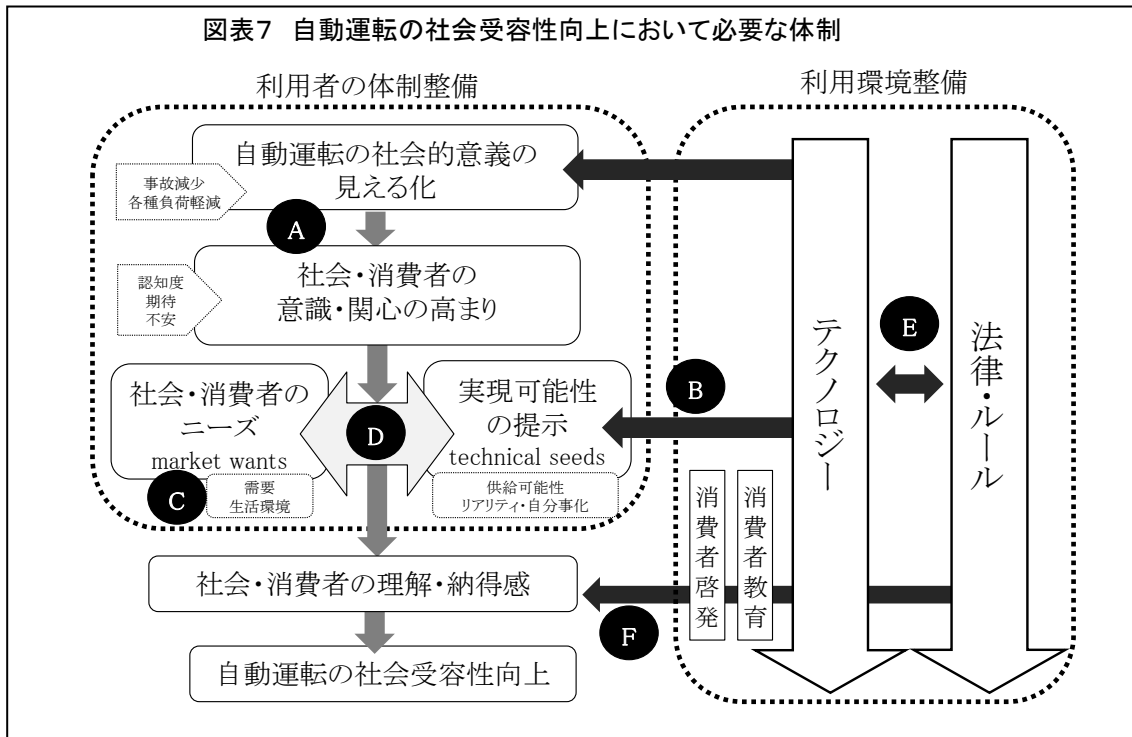 図表7 自動運転の社会受容性向上において必要な体制
利用者の体制整備
自動運転の社会的意義の
見える化
事故減少
各種負荷軽減
A
社会・消費者の
意識・関心の高まり
認知度
期待
不安
社会・消費者の
ニーズ
market wants
C
需要
生活環境
D
実現可能性
の提示
technical seeds
供給可能性
リアリティ・自分事化
B
社会・消費者の理解・納得感
F
自動運転の社会受容性向上
利用環境整備
テクノロジー
E
法律・ルール
消費者啓発
消費者教育